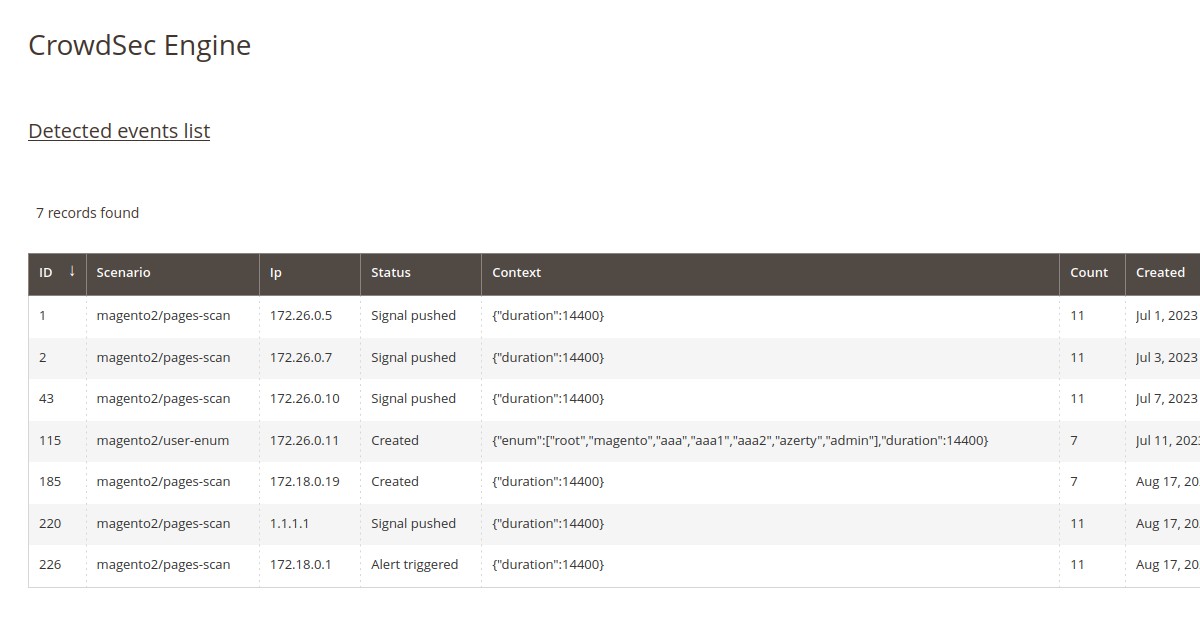 CrowdSec Engine
Detected events list
7 records found
ID ↓ Scenario Ip Status Context Count Created
1 magento2/pages-scan 172.26.0.5 Signal pushed {"duration":14400} 11 Jul 1, 2023
2 magento2/pages-scan 172.26.0.7 Signal pushed {"duration":14400} 11 Jul 3, 2023
43 magento2/pages-scan 172.26.0.10 Signal pushed {"duration":14400} 11 Jul 7, 2023
115 magento2/user-enum 172.26.0.11 Created {"enum":["root","magento","aaa","aaa1","aaa2","azerty","admin"],"duration":14400} 7 Jul 11, 202
185 magento2/pages-scan 172.18.0.19 Created {"duration":14400} 7 Aug 17, 20
220 magento2/pages-scan 1.1.1.1 Signal pushed {"duration":14400} 11 Aug 17, 20
226 magento2/pages-scan 172.18.0.1 Alert triggered {"duration":14400} 11 Aug 17, 20